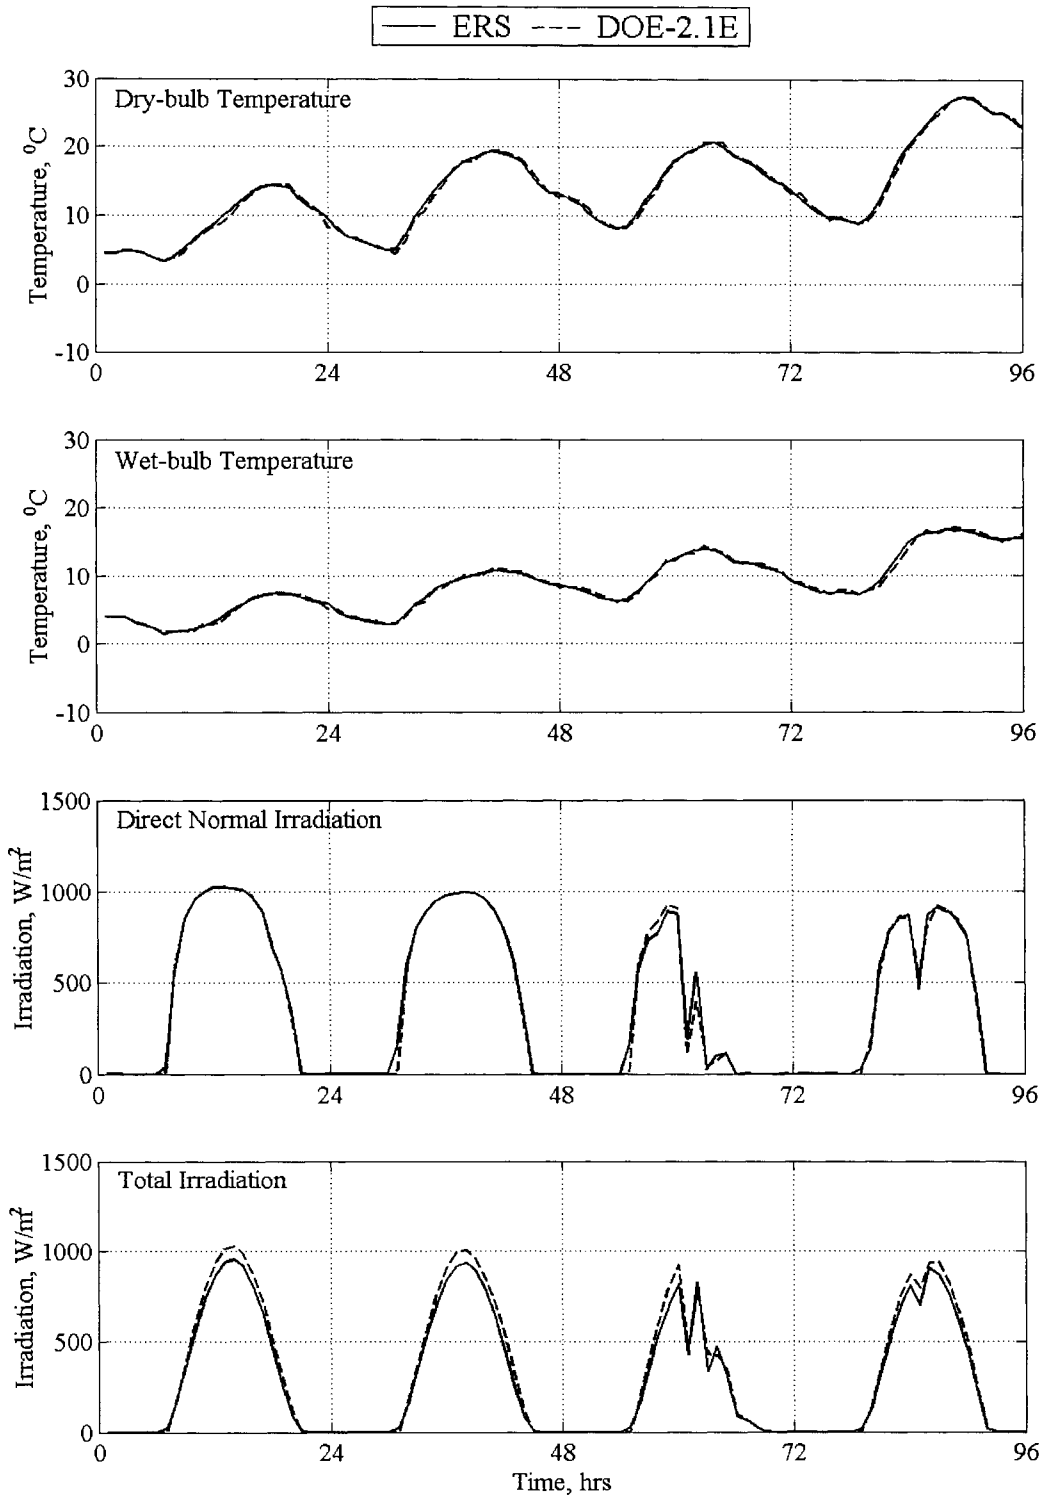 ERS DOE-2.1E
30
Dry-bulb Temperature
20
10
0
-10
Temperature, ⁰C
0 24 48 72 96
30
Wet-bulb Temperature
20
10
0
-10
Temperature, ⁰C
0 24 48 72 96
1500
Direct Normal Irradiation
1000
500
0
Irradiation, W/m²
0 24 48 72 96
1500
Total Irradiation
1000
500
0
Irradiation, W/m²
0 24 48 72 96
Time, hrs